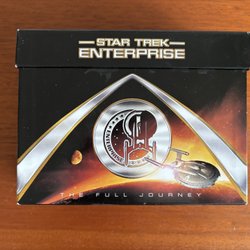 STAR TREK
ENTERPRISE
THE FULL JOURNEY